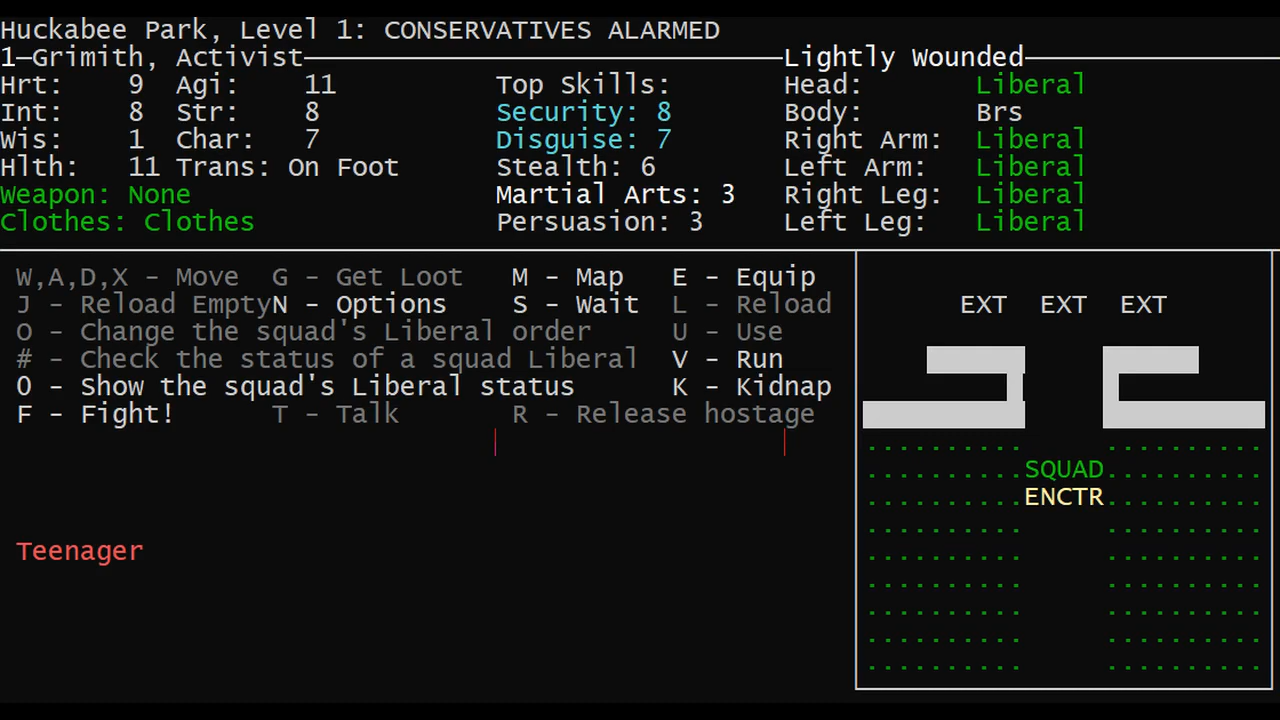 Huckabee Park, Level 1: CONSERVATIVES ALARMED
1—Grimith, Activist Lightly Wounded
Hrt: 9 Agi: 11 Top Skills: Head: Liberal
Int: 8 Str: 8 Security: 8 Body: Brs
Wis: 1 Char: 7 Disguise: 7 Right Arm: Liberal
Hlth: 11 Trans: On Foot Stealth: 6 Left Arm: Liberal
Weapon: None Martial Arts: 3 Right Leg: Liberal
Clothes: Clothes Persuasion: 3 Left Leg: Liberal
W,A,D,X - Move G - Get Loot M - Map E - Equip
J - Reload EmptyN - Options S - Wait L - Reload
O - Change the squad's Liberal order U - Use
# - Check the status of a squad Liberal V - Run
0 - Show the squad's Liberal status K - Kidnap
F - Fight! T - Talk R - Release hostage
Teenager
EXT EXT EXT
SQUAD
ENCTR